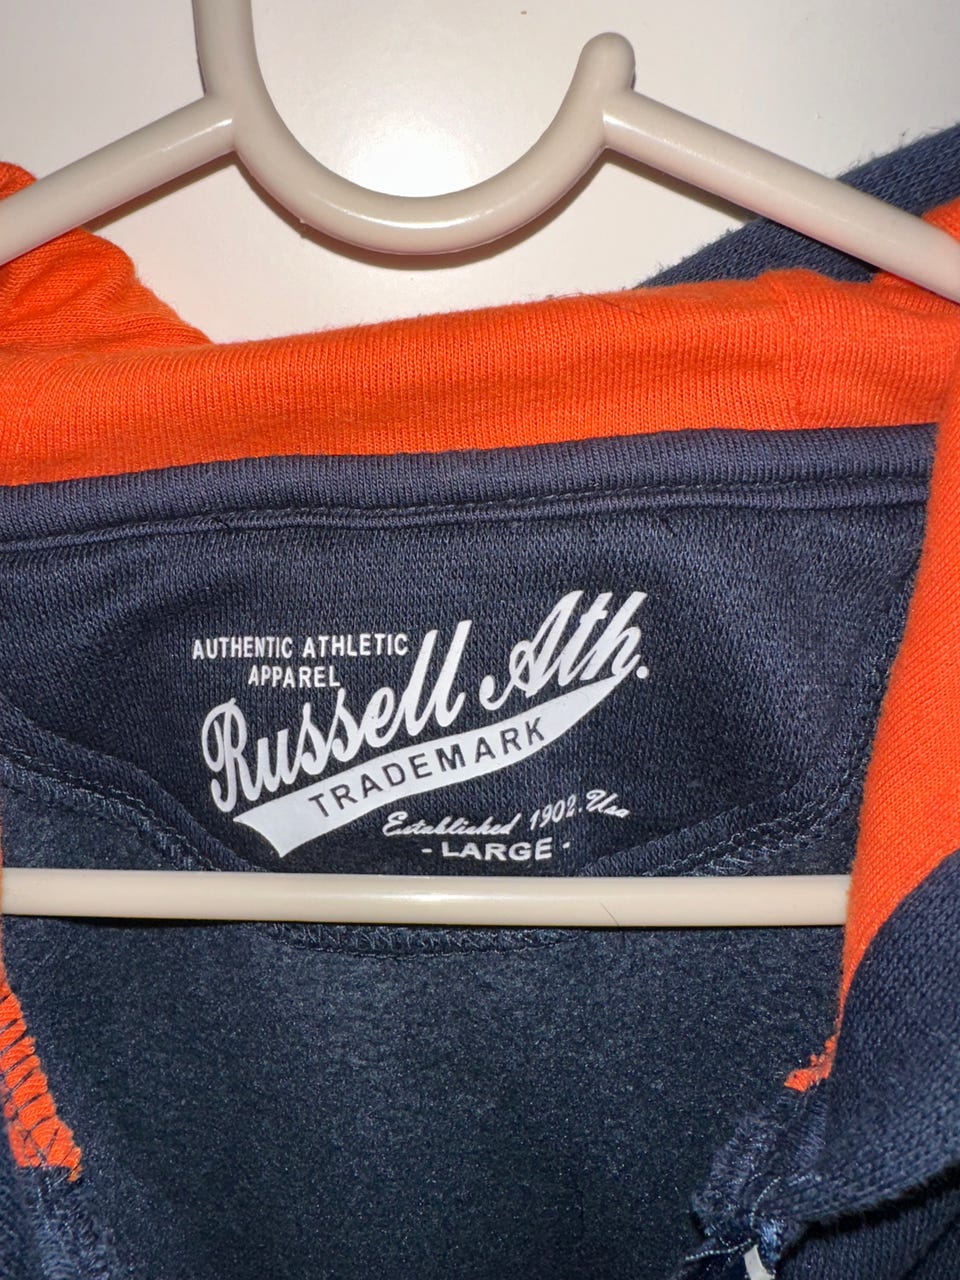 AUTHENTIC ATHLETIC
APPAREL
Russell Ath.
TRADEMARK
Established 1902. Usa
- LARGE -